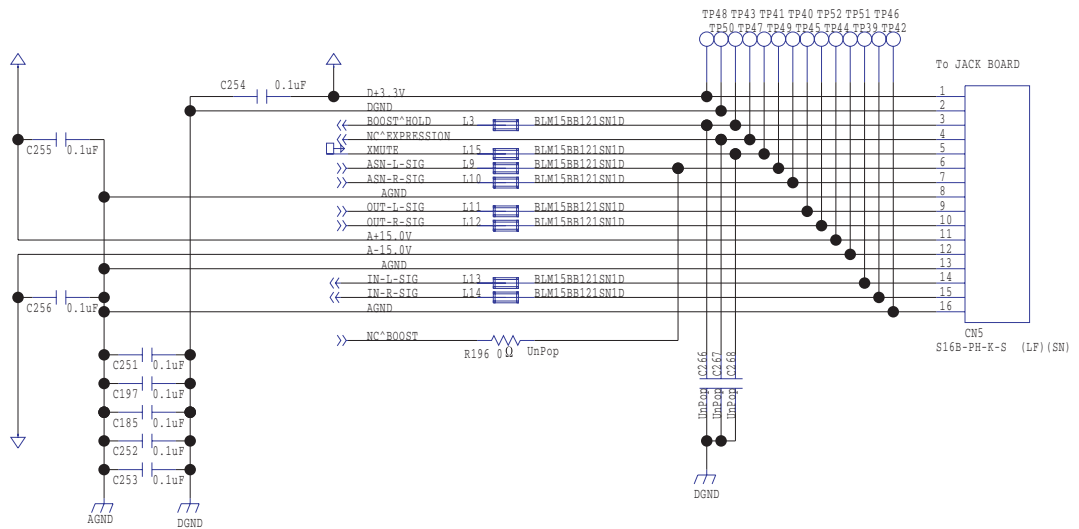 TP48 TP43 TP41 TP40 TP52 TP51 TP46
TP50 TP47 TP49 TP45 TP44 TP39 TP42
To JACK BOARD
C254 0.1uF
D+3.3V 1
DGND 2
BOOST^HOLD L3 BLM15BB121SN1D 3
NC^EXPRESSION 4
XMUTE L15 BLM15BB121SN1D 5
C255 0.1uF
ASN-L-SIG L9 BLM15BB121SN1D 6
ASN-R-SIG L10 BLM15BB121SN1D 7
AGND 8
OUT-L-SIG L11 BLM15BB121SN1D 9
OUT-R-SIG L12 BLM15BB121SN1D 10
A+15.0V 11
A-15.0V 12
AGND 13
IN-L-SIG L13 BLM15BB121SN1D 14
IN-R-SIG L14 BLM15BB121SN1D 15
C256 0.1uF
AGND 16
CN5
S16B-PH-K-S (LF)(SN)
NC^BOOST
R196 0Ω UnPop
C251 0.1uF
C197 0.1uF
C185 0.1uF
C252 0.1uF
C253 0.1uF
C266 C267 C268
UnPop UnPop UnPop
DGND
AGND
DGND